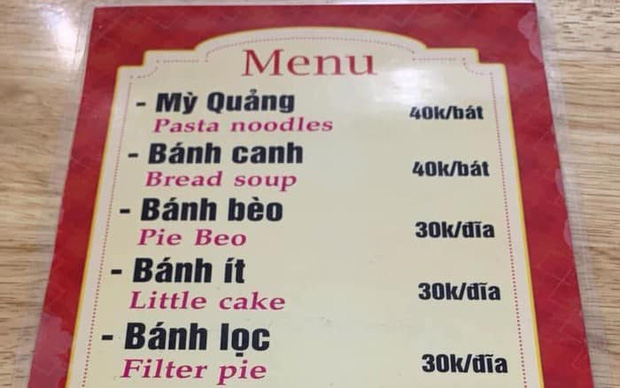 Menu
- Mỳ Quảng 40k/bát
Pasta noodles
- Bánh canh 40k/bát
Bread soup
- Bánh bèo 30k/đĩa
Pie Beo
- Bánh ít 30k/đĩa
Little cake
- Bánh lọc 30k/đĩa
Filter pie